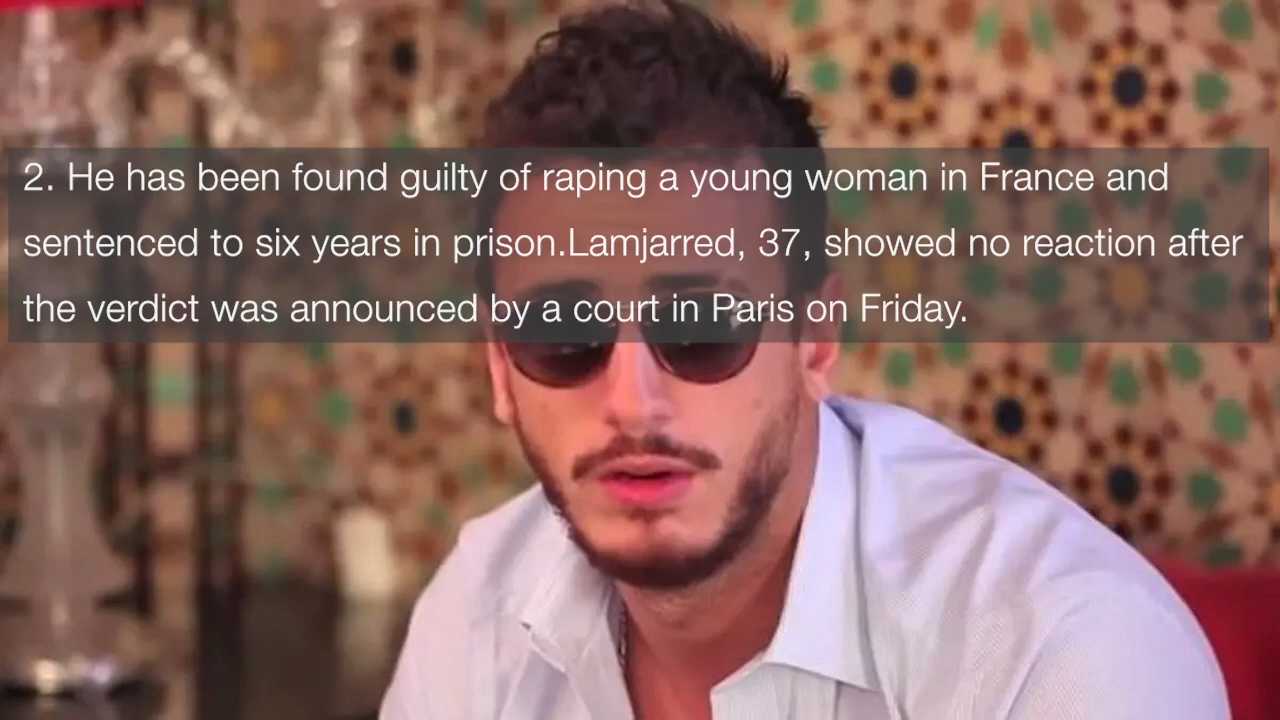 2. He has been found guilty of raping a young woman in France and
sentenced to six years in prison.Lamjarred, 37, showed no reaction after
the verdict was announced by a court in Paris on Friday.